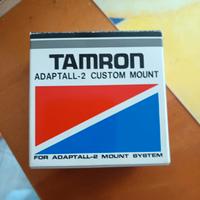 TAMRON
ADAPTALL-2 CUSTOM MOUNT
FOR ADAPTALL-2 MOUNT SYSTEM